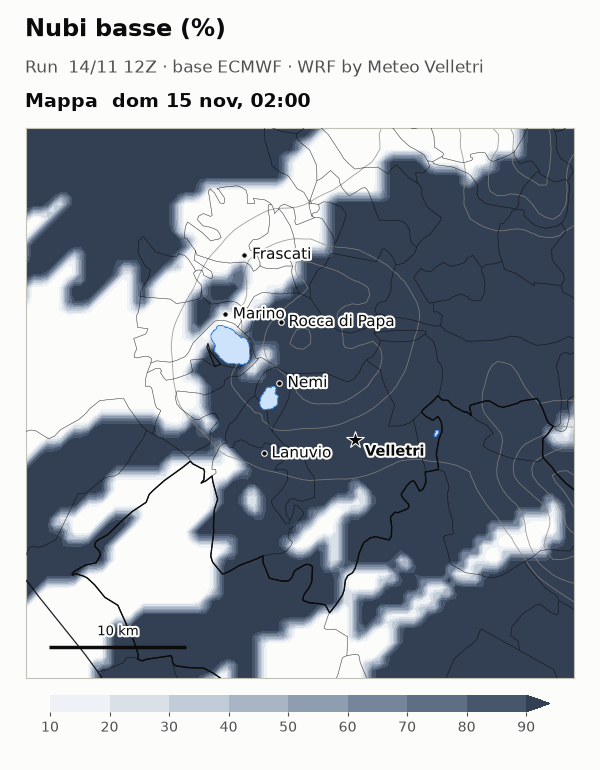 Nubi basse (%)
Run  14/11 12Z · base ECMWF · WRF by Meteo Velletri
Mappa  dom 15 nov, 02:00
Frascati
Marino
Rocca di Papa
Nemi
Velletri
Lanuvio
10 km
10 20 30 40 50 60 70 80 90